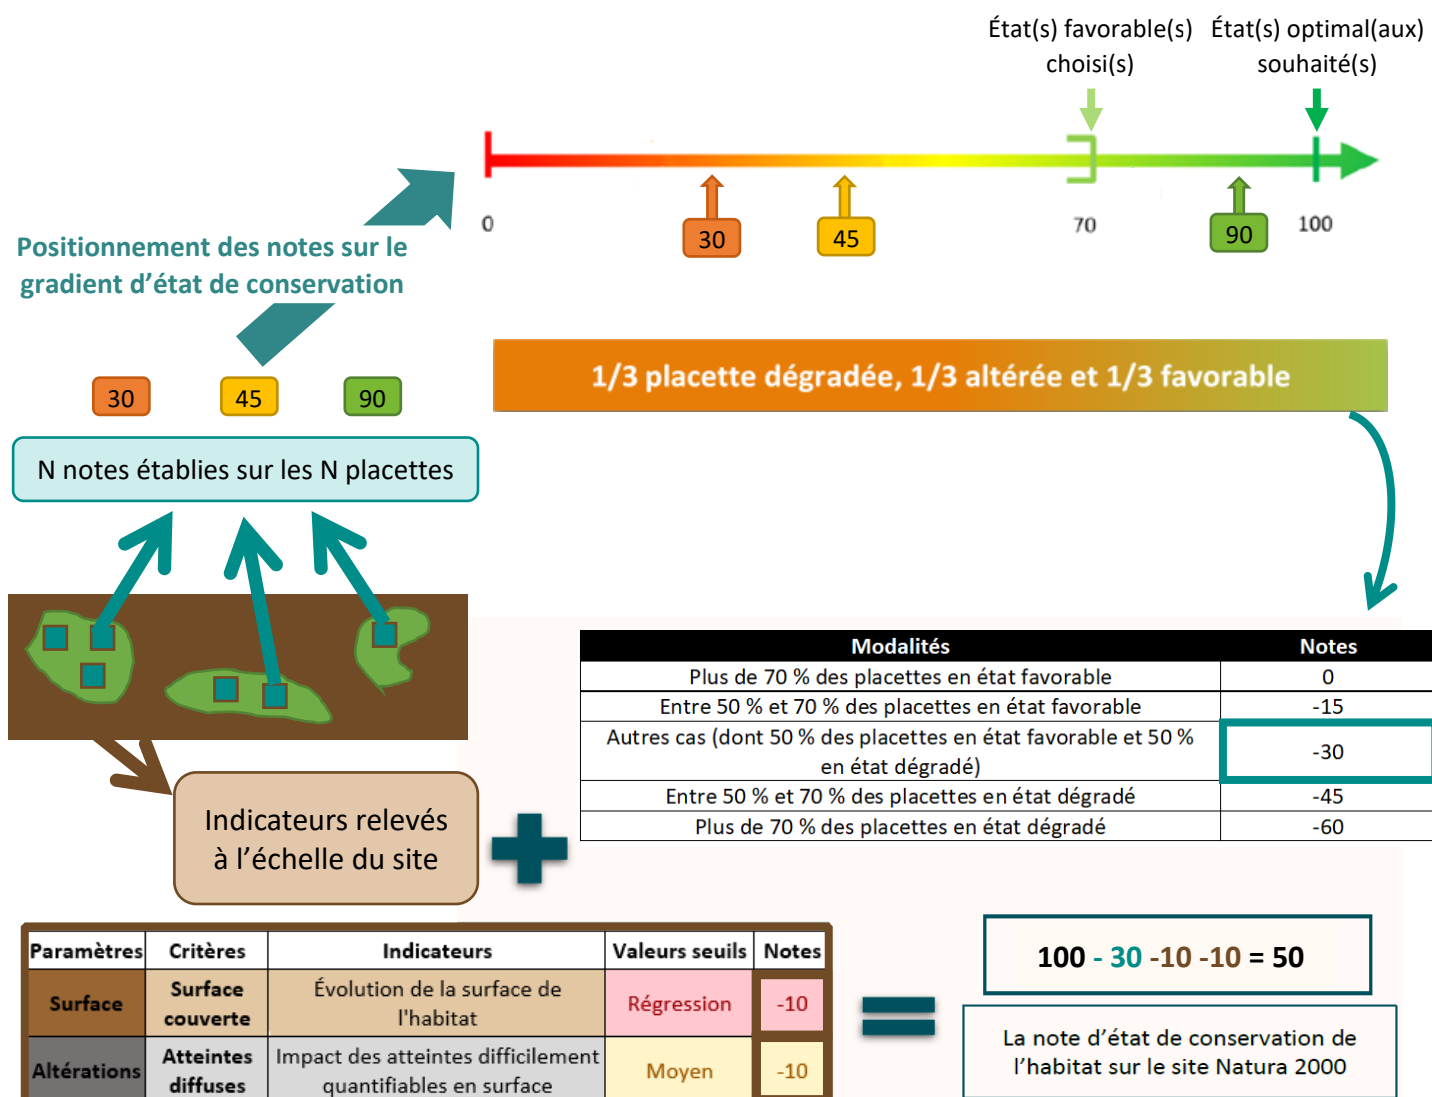 État(s) favorable(s)
choisi(s)
État(s) optimal(aux)
souhaité(s)
0
30
45
70
90
100
Positionnement des notes sur le
gradient d'état de conservation
1/3 placette dégradée, 1/3 altérée et 1/3 favorable
30
45
90
N notes établies sur les N placettes
Modalités Notes
Plus de 70 % des placettes en état favorable 0
Entre 50 % et 70 % des placettes en état favorable -15
Autres cas (dont 50 % des placettes en état favorable et 50 %
en état dégradé) -30
Entre 50 % et 70 % des placettes en état dégradé -45
Plus de 70 % des placettes en état dégradé -60
Indicateurs relevés
à l'échelle du site
Paramètres Critères Indicateurs Valeurs seuils Notes
Surface Surface
couverte Évolution de la surface de
l'habitat Régression -10
Altérations Atteintes
diffuses Impact des atteintes difficilement
quantifiables en surface Moyen -10
100 - 30 -10 -10 = 50
La note d'état de conservation de
l'habitat sur le site Natura 2000